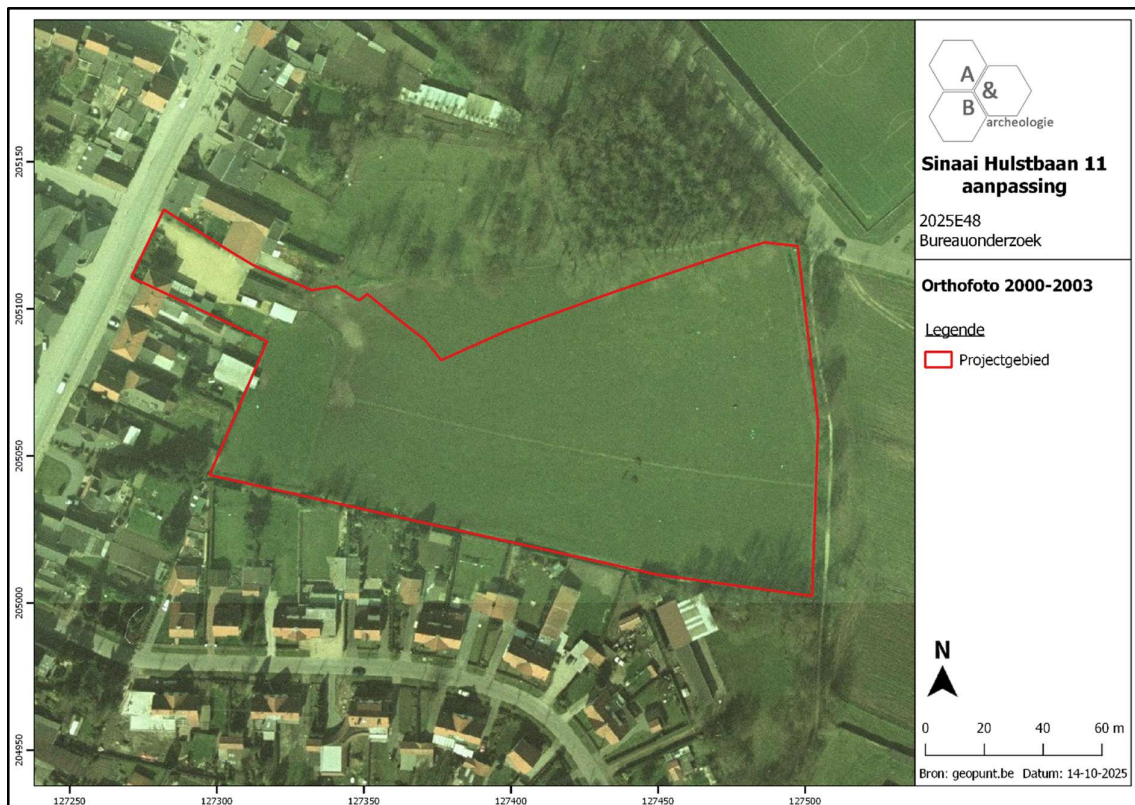 A
&
B
archeologie
Sinaai Hulstbaan 11
aanpassing
2025E48
Bureauonderzoek
Orthofoto 2000-2003
Legende
Projectgebied
N
0 20 40 60 m
Bron: geopunt.be Datum: 14-10-2025
205150
205100
205050
205000
204950
127250 127300 127350 127400 127450 127500